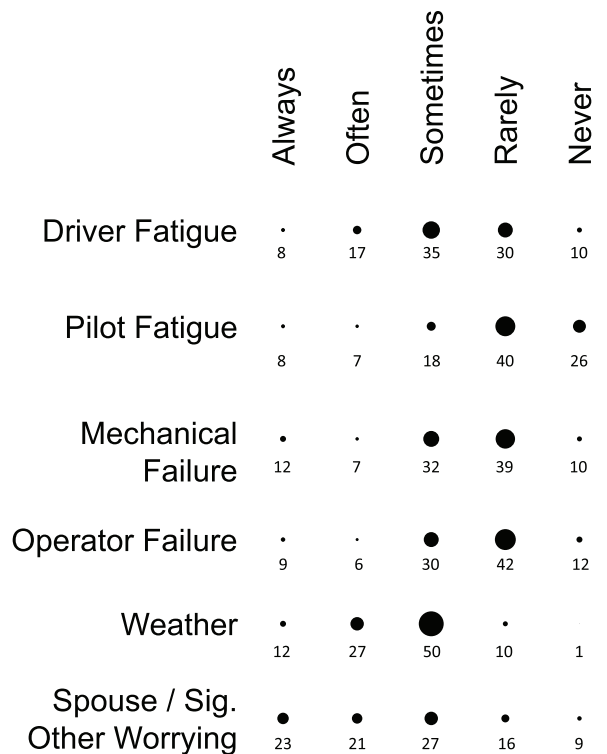 Always Often Sometimes Rarely Never
Driver Fatigue
8 17 35 30 10
Pilot Fatigue
8 7 18 40 26
Mechanical
Failure
12 7 32 39 10
Operator Failure
9 6 30 42 12
Weather
12 27 50 10 1
Spouse / Sig.
Other Worrying
23 21 27 16 9